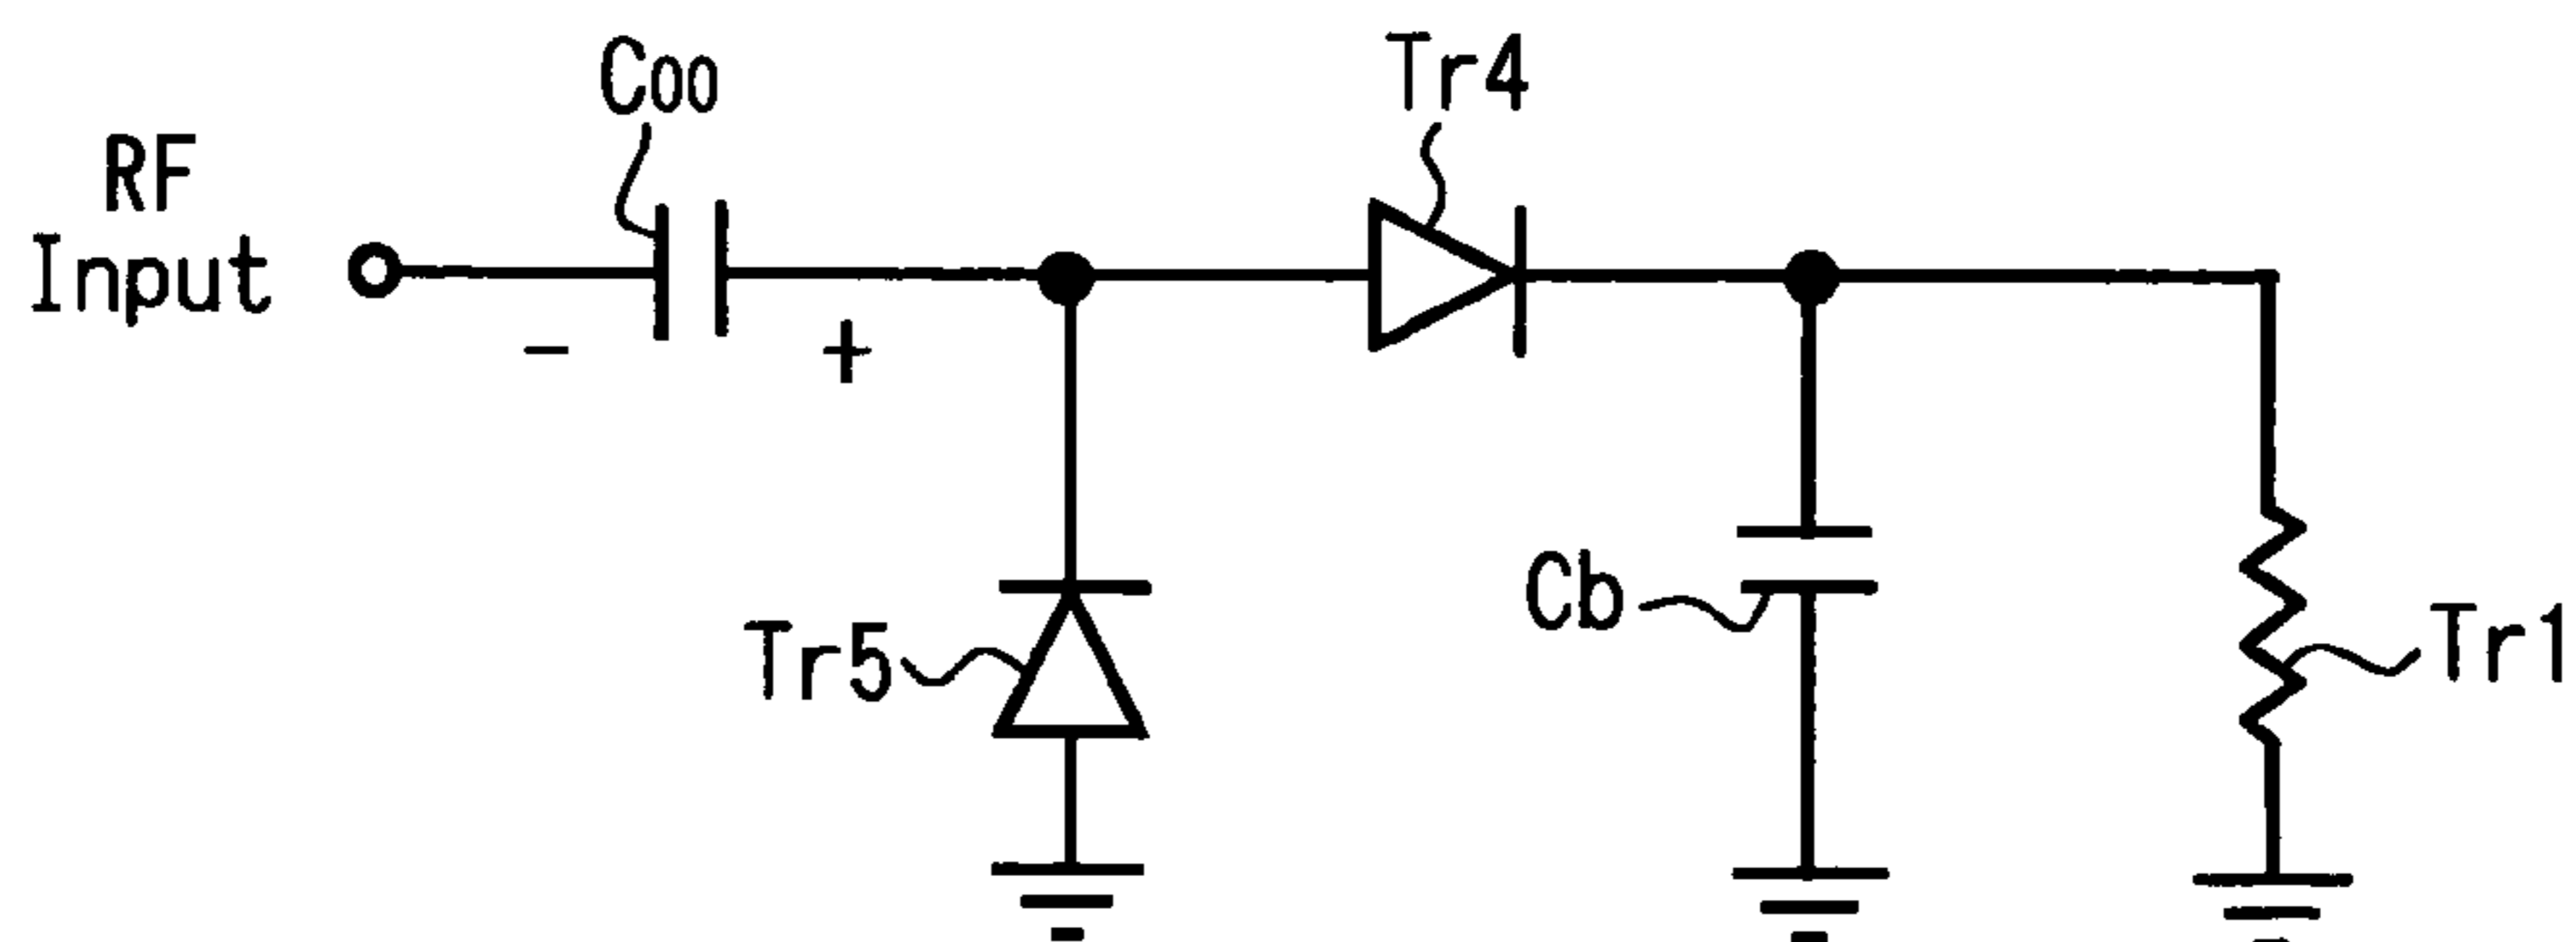 Coo
Tr4
RF
Input
− +
Tr5
Cb
Tr1